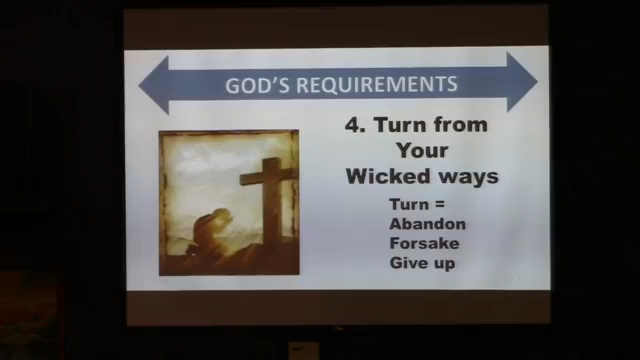 GOD'S REQUIREMENTS
4. Turn from
Your
Wicked ways
Turn =
Abandon
Forsake
Give up